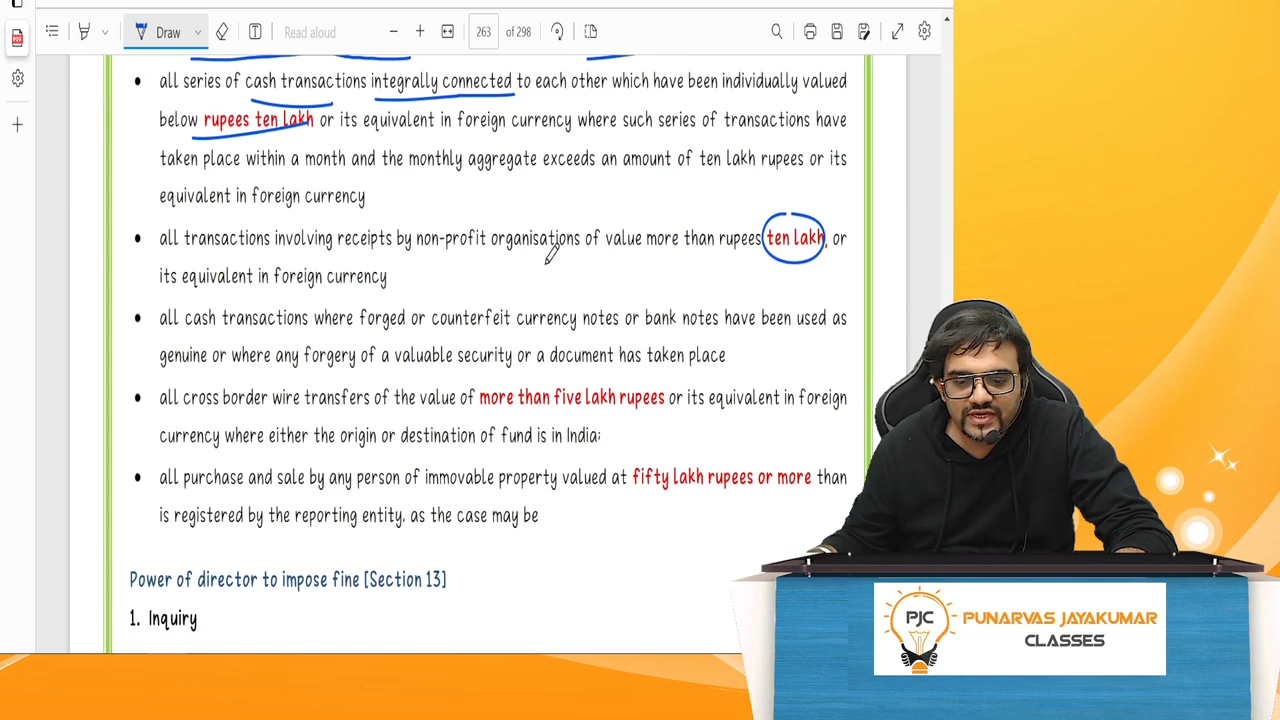 Draw
Read aloud
263 of 298
all series of cash transactions integrally connected to each other which have been individually valued
below rupees ten lakh or its equivalent in foreign currency where such series of transactions have
taken place within a month and the monthly aggregate exceeds an amount of ten lakh rupees or its
equivalent in foreign currency
all transactions involving receipts by non-profit organisations of value more than rupees ten lakh, or
its equivalent in foreign currency
all cash transactions where forged or counterfeit currency notes or bank notes have been used as
genuine or where any forgery of a valuable security or a document has taken place
all cross border wire transfers of the value of more than five lakh rupees or its equivalent in foreign
currency where either the origin or destination of fund is in India;
all purchase and sale by any person of immovable property valued at fifty lakh rupees or more than
is registered by the reporting entity, as the case may be
Power of director to impose fine [Section 13]
1. Inquiry
PJC
PUNARVAS JAYAKUMAR
CLASSES